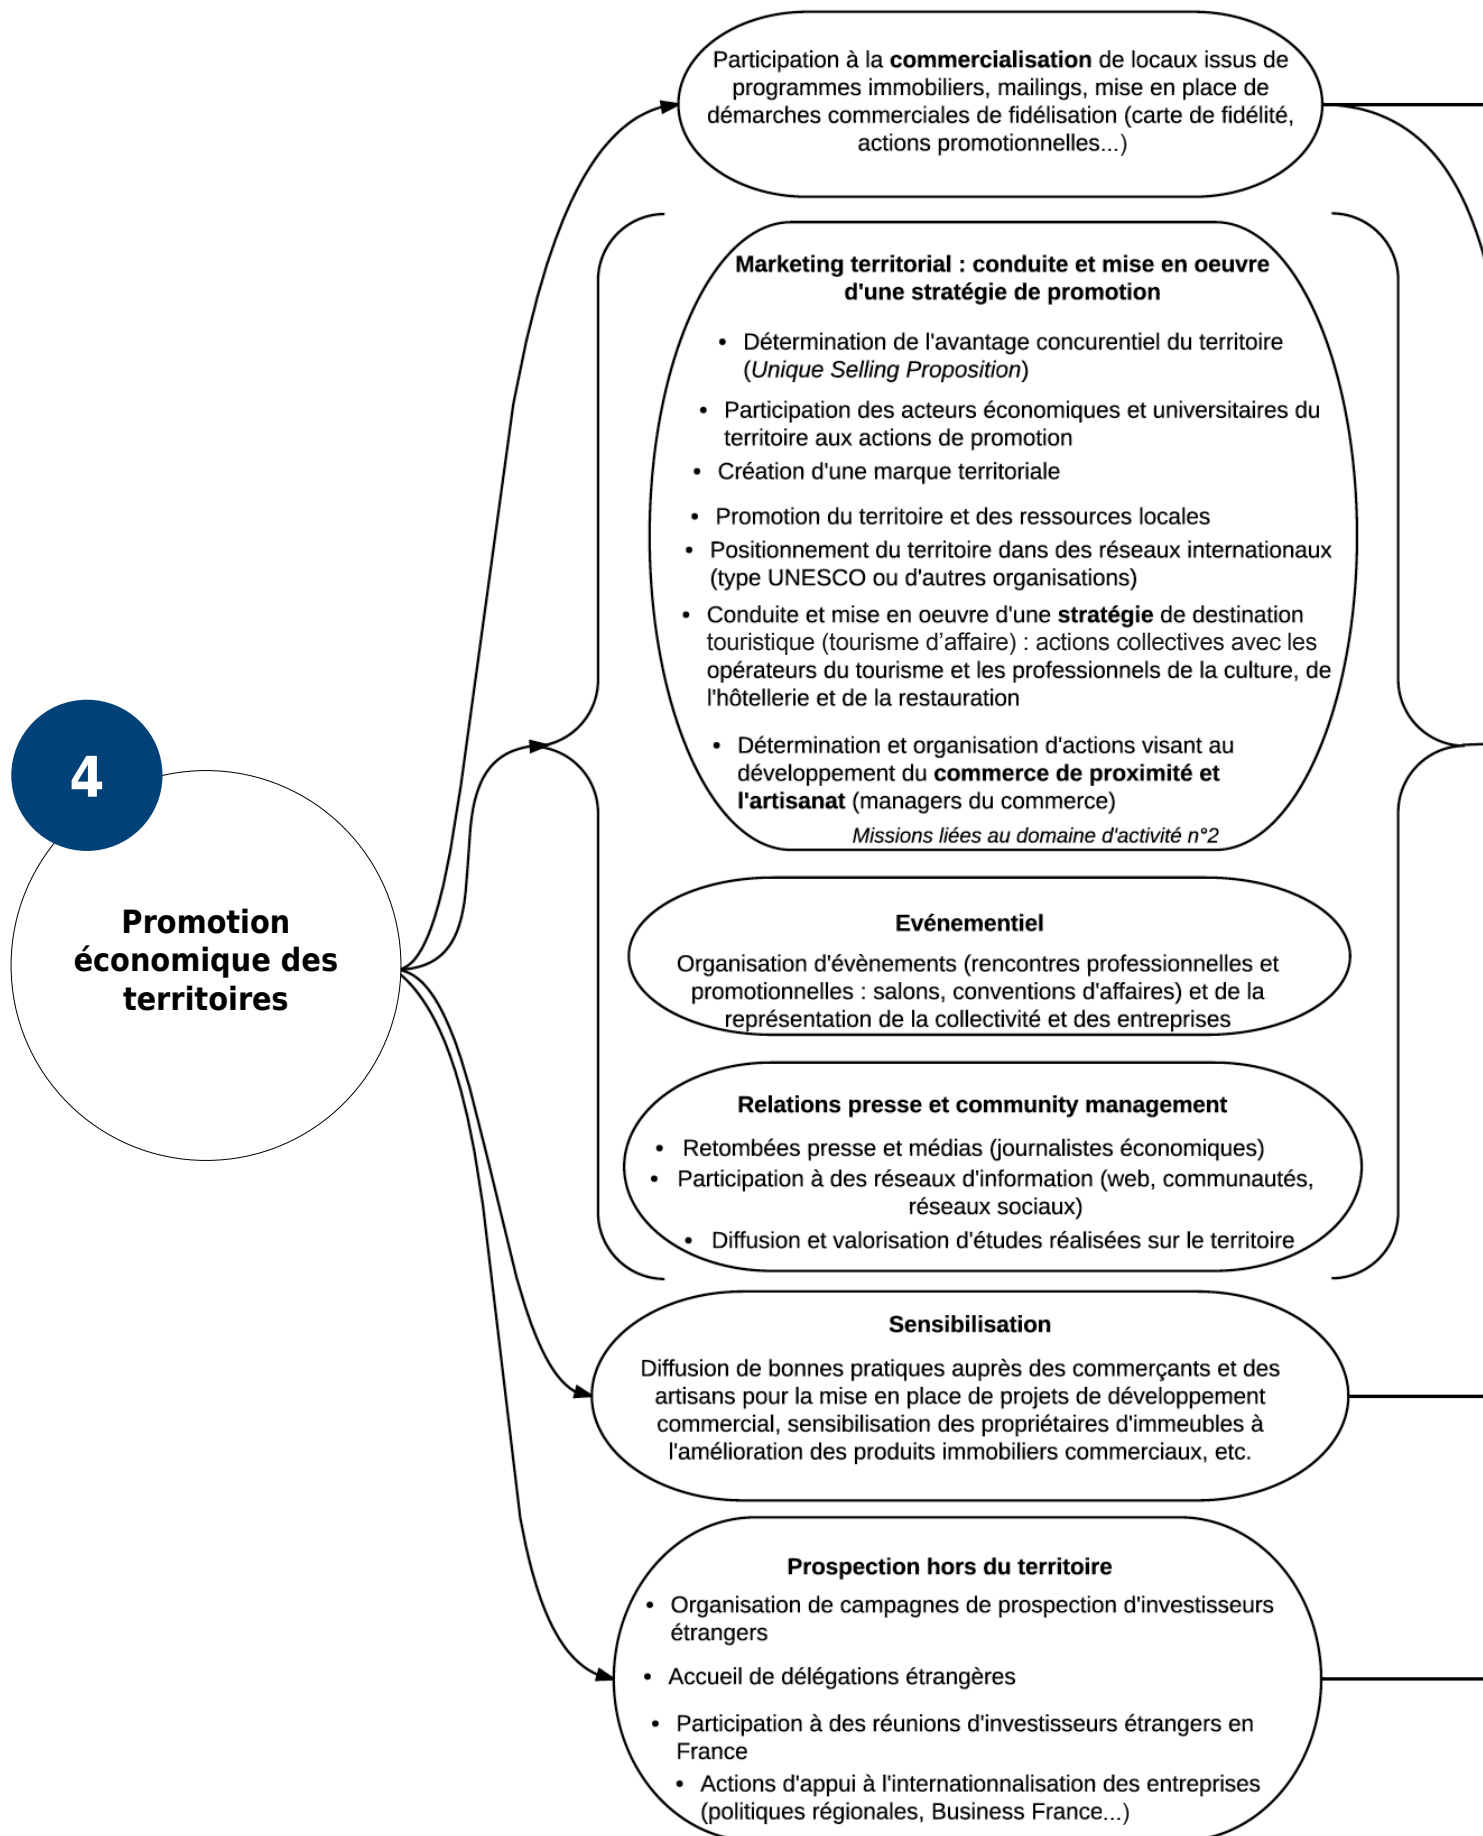 Participation à la commercialisation de locaux issus de
programmes immobiliers, mailings, mise en place de
démarches commerciales de fidélisation (carte de fidélité,
actions promotionnelles...)
Marketing territorial : conduite et mise en oeuvre
d'une stratégie de promotion
• Détermination de l'avantage concurentiel du territoire
(Unique Selling Proposition)
• Participation des acteurs économiques et universitaires du
territoire aux actions de promotion
• Création d'une marque territoriale
• Promotion du territoire et des ressources locales
• Positionnement du territoire dans des réseaux internationaux
(type UNESCO ou d'autres organisations)
• Conduite et mise en oeuvre d'une stratégie de destination
touristique (tourisme d’affaire) : actions collectives avec les
opérateurs du tourisme et les professionnels de la culture, de
l'hôtellerie et de la restauration
• Détermination et organisation d'actions visant au
développement du commerce de proximité et
l'artisanat (managers du commerce)
Missions liées au domaine d'activité n°2
4
Promotion
économique des
territoires
Evénementiel
Organisation d'évènements (rencontres professionnelles et
promotionnelles : salons, conventions d'affaires) et de la
représentation de la collectivité et des entreprises
Relations presse et community management
• Retombées presse et médias (journalistes économiques)
• Participation à des réseaux d'information (web, communautés,
réseaux sociaux)
• Diffusion et valorisation d'études réalisées sur le territoire
Sensibilisation
Diffusion de bonnes pratiques auprès des commerçants et des
artisans pour la mise en place de projets de développement
commercial, sensibilisation des propriétaires d'immeubles à
l'amélioration des produits immobiliers commerciaux, etc.
Prospection hors du territoire
• Organisation de campagnes de prospection d'investisseurs
étrangers
• Accueil de délégations étrangères
• Participation à des réunions d'investisseurs étrangers en
France
• Actions d'appui à l'internationnalisation des entreprises
(politiques régionales, Business France...)